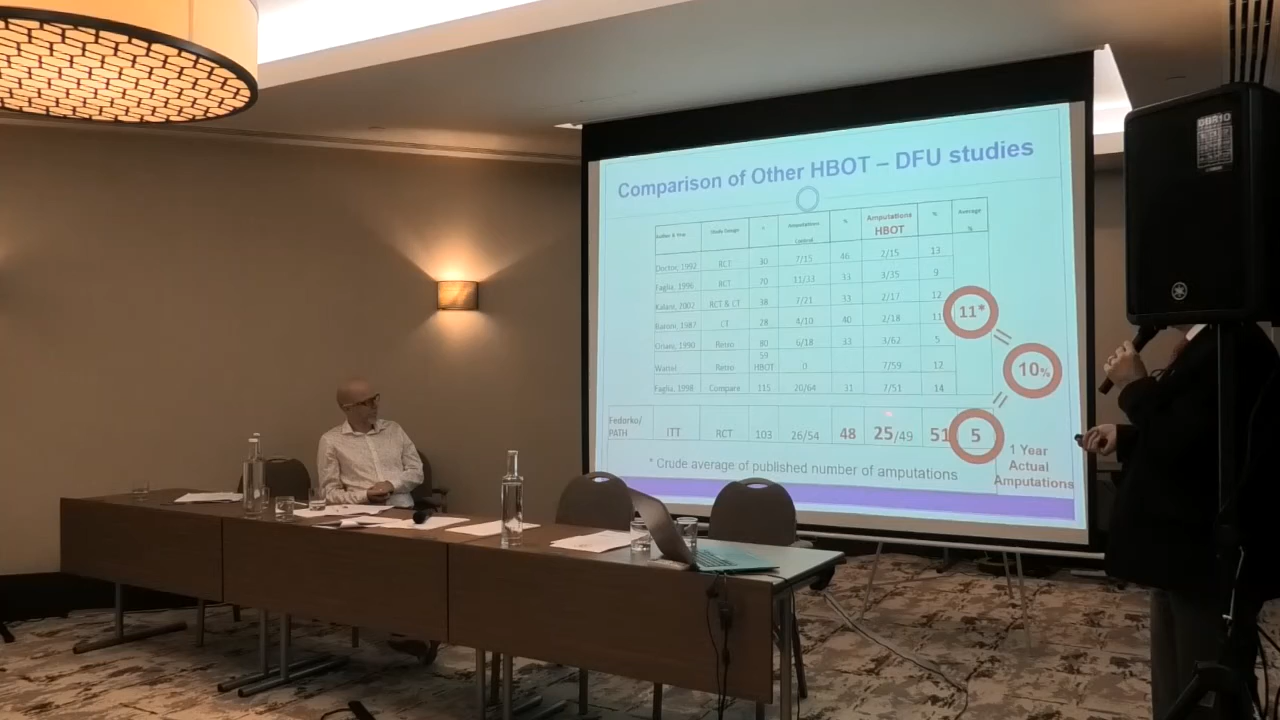 DBR10
Comparison of Other HBOT – DFU studies
Author & Year Study Design Amputations Control % Amputations HBOT % Average %
Doctor, 1992 RCT 30 7/15 46 2/15 13
Faglia, 1996 RCT 70 11/33 33 3/35 9
Kalani, 2002 RCT & CT 38 7/21 33 2/17 12
Baroni, 1987 CT 28 4/10 40 2/18 11 11*
Oriani, 1990 Retro 80 6/18 33 3/62 5
59 HBOT 0 7/59 12
Faglia, 1998 Compare 115 20/64 31 7/51 14
10%
Fedorko/
PATH ITT RCT 103 26/54 48 25/49 51 5
* Crude average of published number of amputations
1 Year
Actual
Amputations